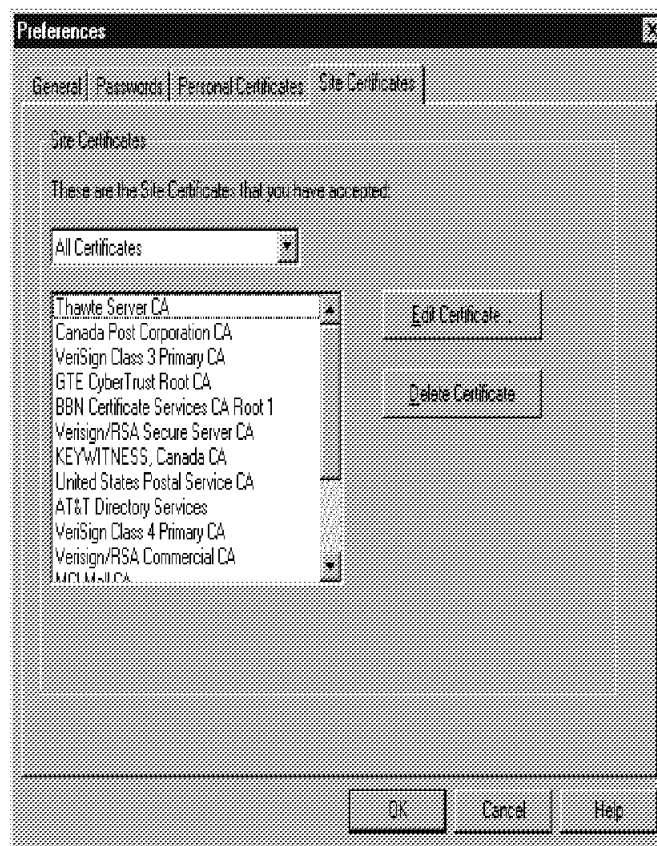 Preferences
General Passwords Personal Certificates Site Certificates
Site Certificates
These are the Site Certificates that you have accepted:
All Certificates
Thawte Server CA
Canada Post Corporation CA
VeriSign Class 3 Primary CA
GTE CyberTrust Root CA
BBN Certificate Services CA Root 1
Verisign/RSA Secure Server CA
KEYWITNESS, Canada CA
United States Postal Service CA
AT&T Directory Services
VeriSign Class 4 Primary CA
Verisign/RSA Commercial CA
MCI Mall CA
Edit Certificate...
Delete Certificate
OK Cancel Help